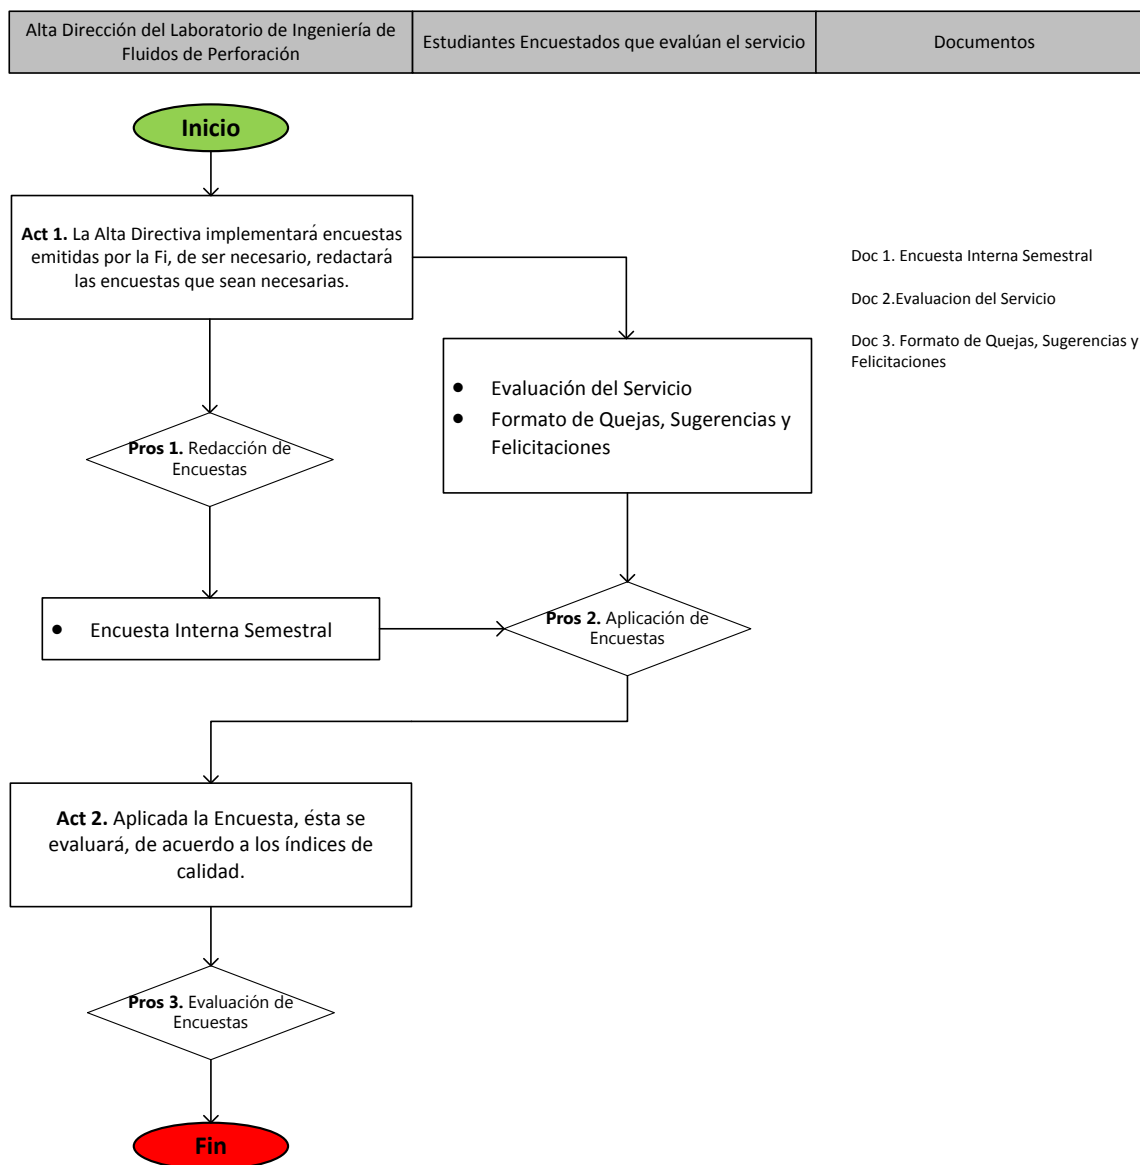 Alta Dirección del Laboratorio de Ingeniería de
Fluidos de Perforación
Estudiantes Encuestados que evalúan el servicio
Documentos
Inicio
Act 1. La Alta Directiva implementará encuestas
emitidas por la Fi, de ser necesario, redactará
las encuestas que sean necesarias.
Doc 1. Encuesta Interna Semestral
Doc 2.Evaluacion del Servicio
Doc 3. Formato de Quejas, Sugerencias y
Felicitaciones
• Evaluación del Servicio
• Formato de Quejas, Sugerencias y
Felicitaciones
Pros 1. Redacción de
Encuestas
• Encuesta Interna Semestral
Pros 2. Aplicación de
Encuestas
Act 2. Aplicada la Encuesta, ésta se
evaluará, de acuerdo a los índices de
calidad.
Pros 3. Evaluación de
Encuestas
Fin